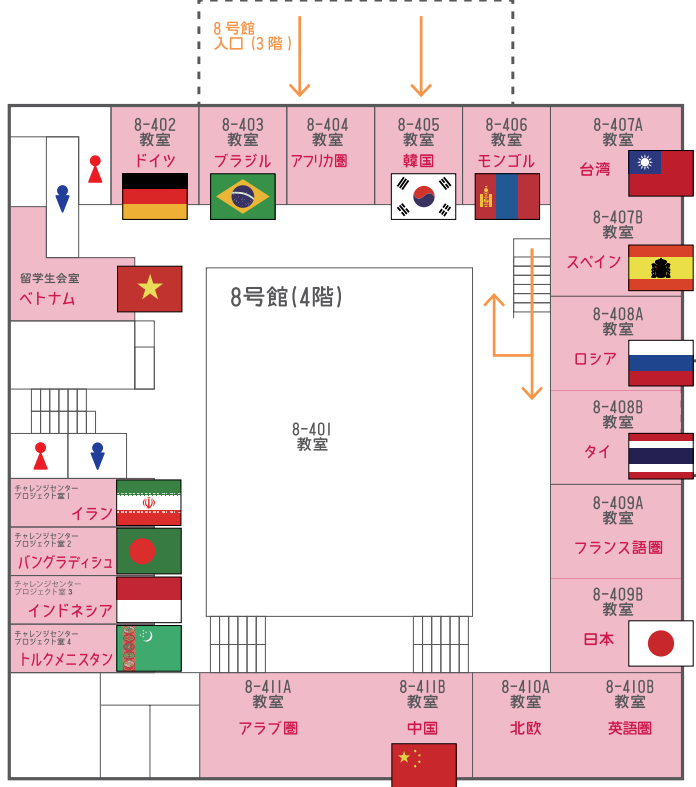 8号館
入口 (3階)
8-402
教室
ドイツ
8-403
教室
ブラジル
8-404
教室
アフリカ圏
8-405
教室
韓国
8-406
教室
モンゴル
8-407A
教室
台湾
8-407B
教室
スペイン
留学生会室
ベトナム
8号館(4階)
8-408A
教室
ロシア
8-401
教室
8-408B
教室
タイ
チャレンジセンター
プロジェクト室1
イラン
チャレンジセンター
プロジェクト室2
バングラディシュ
チャレンジセンター
プロジェクト室3
インドネシア
チャレンジセンター
プロジェクト室4
トルクメニスタン
8-409A
教室
フランス語圏
8-409B
教室
日本
8-411A
教室
アラブ圏
8-411B
教室
中国
8-410A
教室
北欧
8-410B
教室
英語圏